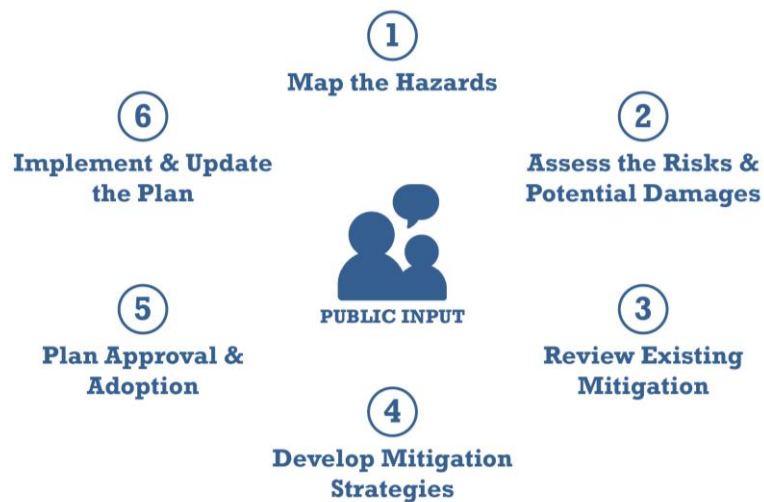 1
Map the Hazards
2
Assess the Risks &
Potential Damages
3
Review Existing
Mitigation
4
Develop Mitigation
Strategies
5
Plan Approval &
Adoption
6
Implement & Update
the Plan
PUBLIC INPUT